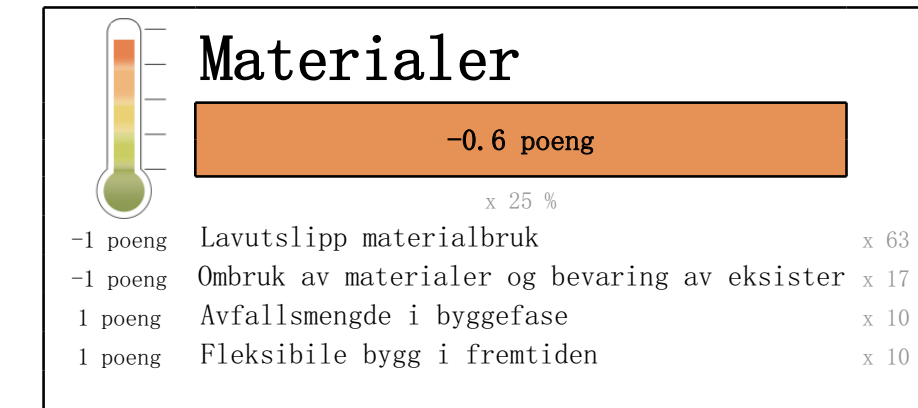 Materialer
-0.6 poeng
x 25 %
-1 poeng Lavutslipp materialbruk x 63
-1 poeng Ombruk av materialer og bevaring av eksister x 17
1 poeng Avfallsmengde i byggefase x 10
1 poeng Fleksibile bygg i fremtiden x 10